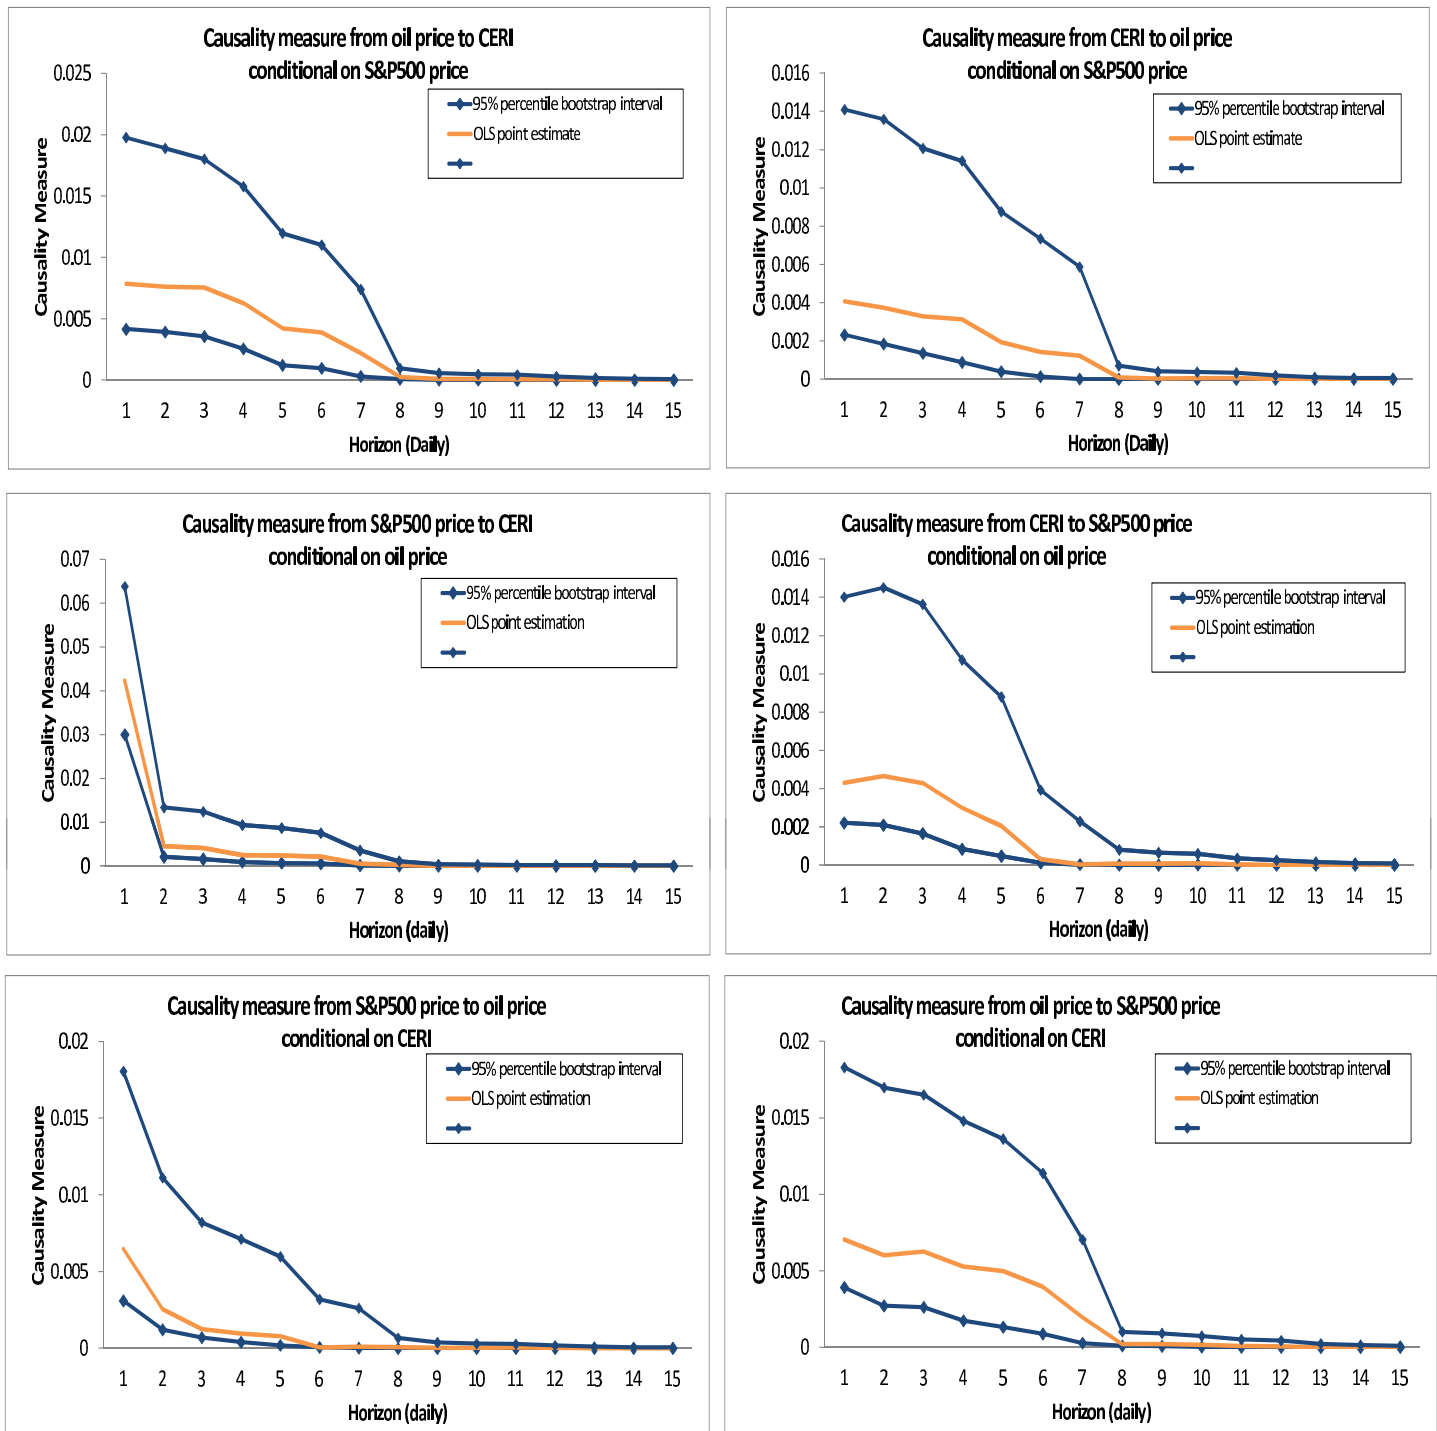 Causality measure from oil price to CERI
conditional on S&P500 price
0.025
0.02
0.015
0.01
0.005
0
Causality Measure
95% percentile bootstrap interval
OLS point estimate
1 2 3 4 5 6 7 8 9 10 11 12 13 14 15
Horizon (Daily)
Causality measure from CERI to oil price
conditional on S&P500 price
0.016
0.014
0.012
0.01
0.008
0.006
0.004
0.002
0
Causality Measure
95% percentile bootstrap interval
OLS point estimate
1 2 3 4 5 6 7 8 9 10 11 12 13 14 15
Horizon (Daily)
Causality measure from S&P500 price to CERI
conditional on oil price
0.07
0.06
0.05
0.04
0.03
0.02
0.01
0
Causality Measure
95% percentile bootstrap interval
OLS point estimation
1 2 3 4 5 6 7 8 9 10 11 12 13 14 15
Horizon (daily)
Causality measure from CERI to S&P500 price
conditional on oil price
0.016
0.014
0.012
0.01
0.008
0.006
0.004
0.002
0
Causality Measure
95% percentile bootstrap interval
OLS point estimation
1 2 3 4 5 6 7 8 9 10 11 12 13 14 15
Horizon (daily)
Causality measure from S&P500 price to oil price
conditional on CERI
0.02
0.015
0.01
0.005
0
Causality Measure
95% percentile bootstrap interval
OLS point estimation
1 2 3 4 5 6 7 8 9 10 11 12 13 14 15
Horizon (daily)
Causality measure from oil price to S&P500 price
conditional on CERI
0.02
0.015
0.01
0.005
0
Causality Measure
95% percentile bootstrap interval
OLS point estimation
1 2 3 4 5 6 7 8 9 10 11 12 13 14 15
Horizon (daily)